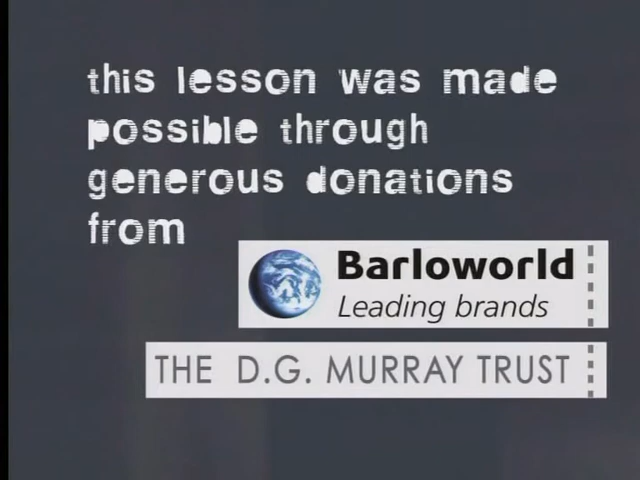 this lesson was made
possible through
generous donations
from
Barloworld
Leading brands
THE D.G. MURRAY TRUST